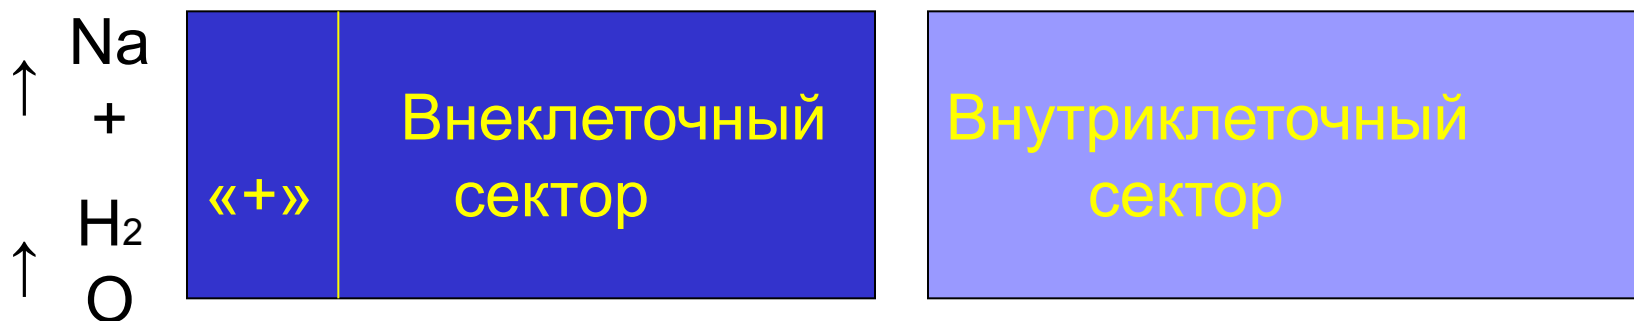 ↑ Na
+
↑ H₂
O
«+»
Внеклеточный
сектор
Внутриклеточный
сектор